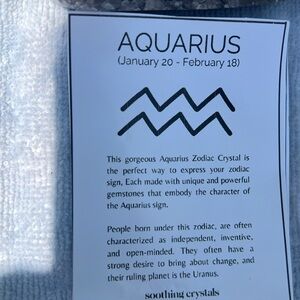 AQUARIUS
(January 20 - February 18)
This gorgeous Aquarius Zodiac Crystal is
the perfect way to express your zodiac
sign, Each made with unique and powerful
gemstones that embody the character of
the Aquarius sign.
People born under this zodiac, are often
characterized as independent, inventive,
and open-minded. They often have a
strong desire to bring about change, and
their ruling planet is the Uranus.
soothing crystals